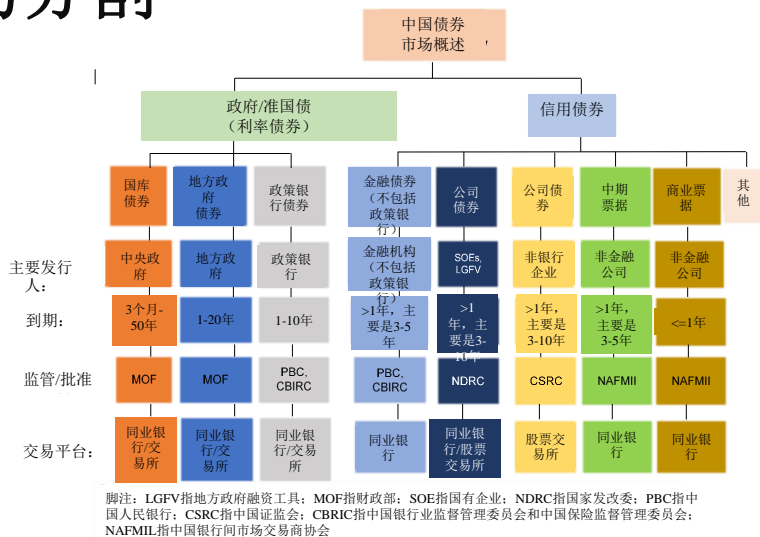 中国债券
市场概述 ，
政府/准国债
（利率债券）
信用债券
国库
债券
地方政
府
债券
政策银
行债券
金融债券
（不包括
政策银
行）
公司
债券
公司债
券
中期
票据
商业票
据
其
他
主要发行
人：
中央政
府
地方政
府
政策银
行
金融机构
（不包括
政策银
行）
SOEs,
LGFV
非银行
企业
非金融
公司
非金融
公司
到期：
3个月-
50年
1-20年
1-10年
>1年，主
要是3-5
年
>1
年，主
要是3-
10年
>1年，
主要是
3-10年
>1年，
主要是
3-5年
<=1年
监管/批准
MOF
MOF
PBC,
CBIRC
PBC,
CBIRC
NDRC
CSRC
NAFMII
NAFMII
交易平台：
同业银
行/交
易所
同业银
行/交
易所
同业银
行/交
易所
同业银
行
同业银
行/股票
交易所
股票交
易所
同业银
行
同业银
行
脚注：LGFV指地方政府融资工具；MOF指财政部；SOE指国有企业；NDRC指国家发改委；PBC指中
国人民银行；CSRC指中国证监会；CBRIC指中国银行业监督管理委员会和中国保险监督管理委员会；
NAFMIL指中国银行间市场交易商协会